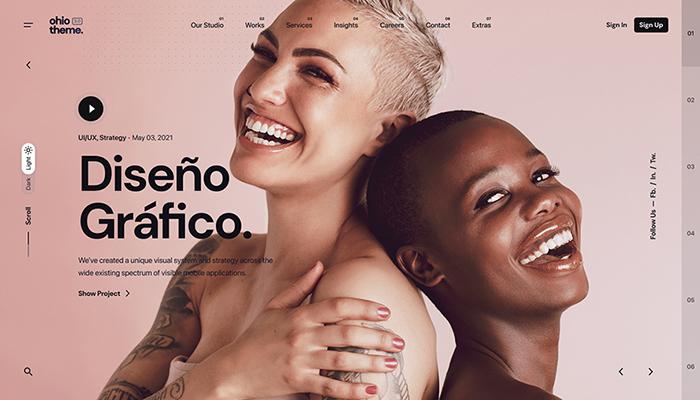 ohio 3.0
theme.
Our Studio 01
Works 02
Services 03
Insights 04
Careers 05
Contact 06
Extras 07
Sign In
Sign Up
UI/UX, Strategy - May 03, 2021
Diseño
Gráfico.
We've created a unique visual system and strategy across the
wide existing spectrum of visible mobile applications.
Show Project
Light
Dark
Scroll
Follow Us — Fb. / In. / Tw.
01
02
03
04
05
06